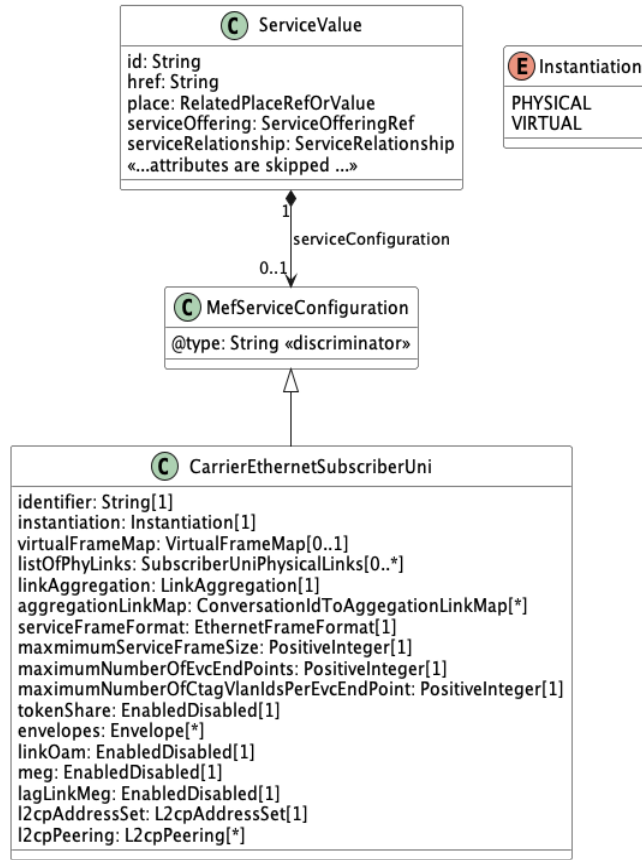 C ServiceValue
id: String
href: String
place: RelatedPlaceRefOrValue
serviceOffering: ServiceOfferingRef
serviceRelationship: ServiceRelationship
«...attributes are skipped ...»
E Instantiation
PHYSICAL
VIRTUAL
1
serviceConfiguration
0..1
C MefServiceConfiguration
@type: String «discriminator»
C CarrierEthernetSubscriberUni
identifier: String[1]
instantiation: Instantiation[1]
virtualFrameMap: VirtualFrameMap[0..1]
listOfPhyLinks: SubscriberUniPhysicalLinks[0..*]
linkAggregation: LinkAggregation[1]
aggregationLinkMap: ConversationIdToAggegationLinkMap[*]
serviceFrameFormat: EthernetFrameFormat[1]
maxmimumServiceFrameSize: PositiveInteger[1]
maximumNumberOfEvcEndPoints: PositiveInteger[1]
maximumNumberOfCtagVlanIdsPerEvcEndPoint: PositiveInteger[1]
tokenShare: EnabledDisabled[1]
envelopes: Envelope[*]
linkOam: EnabledDisabled[1]
meg: EnabledDisabled[1]
lagLinkMeg: EnabledDisabled[1]
l2cpAddressSet: L2cpAddressSet[1]
l2cpPeering: L2cpPeering[*]